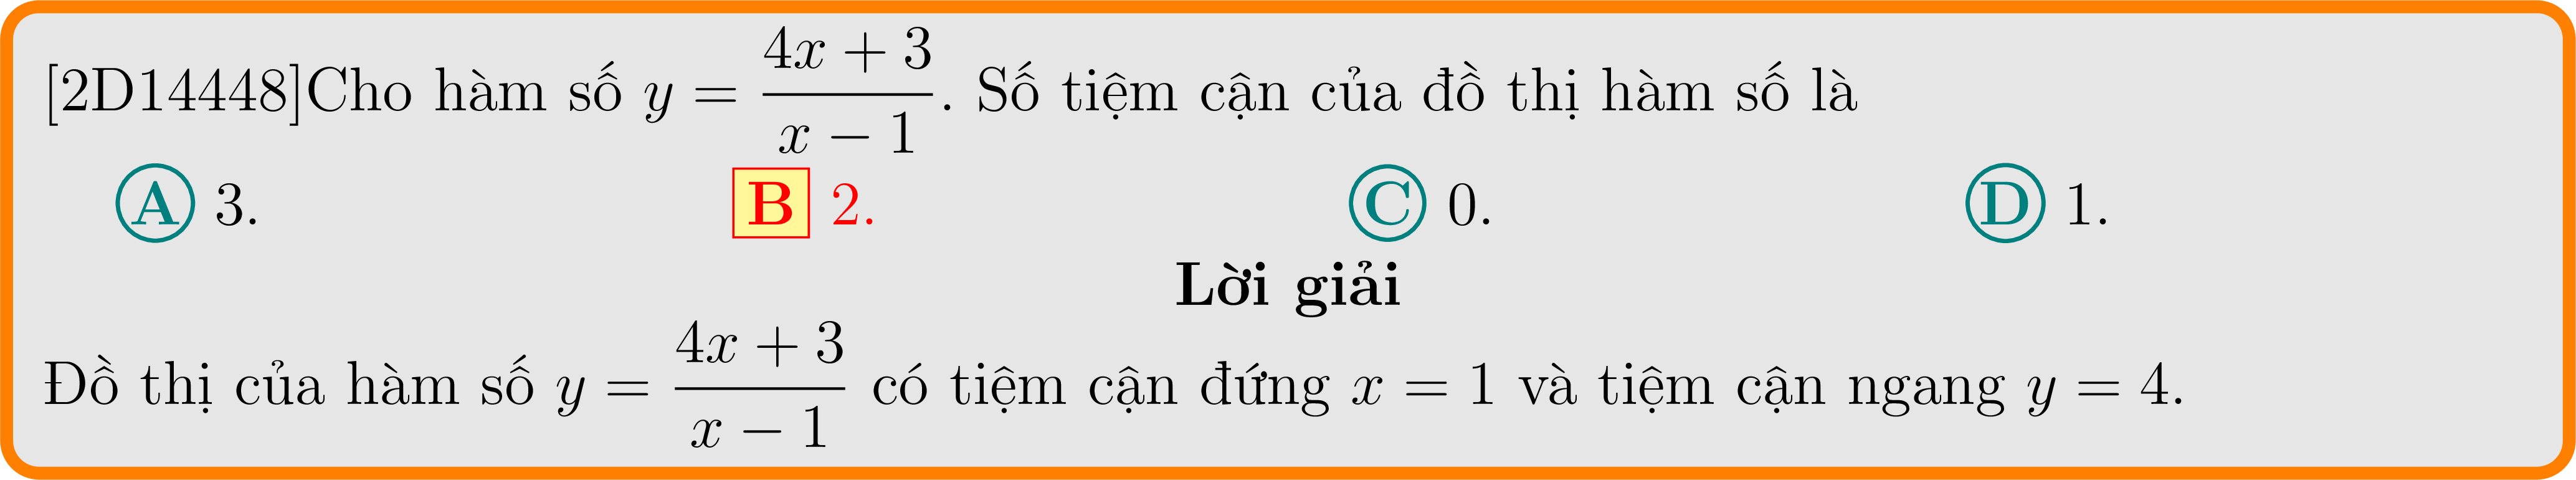 [2D14448]Cho hàm số y = \frac{4x + 3}{x − 1}. Số tiệm cận của đồ thị hàm số là
A 3. B 2. C 0. D 1.
Lời giải
Đồ thị của hàm số y = \frac{4x + 3}{x − 1} có tiệm cận đứng x = 1 và tiệm cận ngang y = 4.